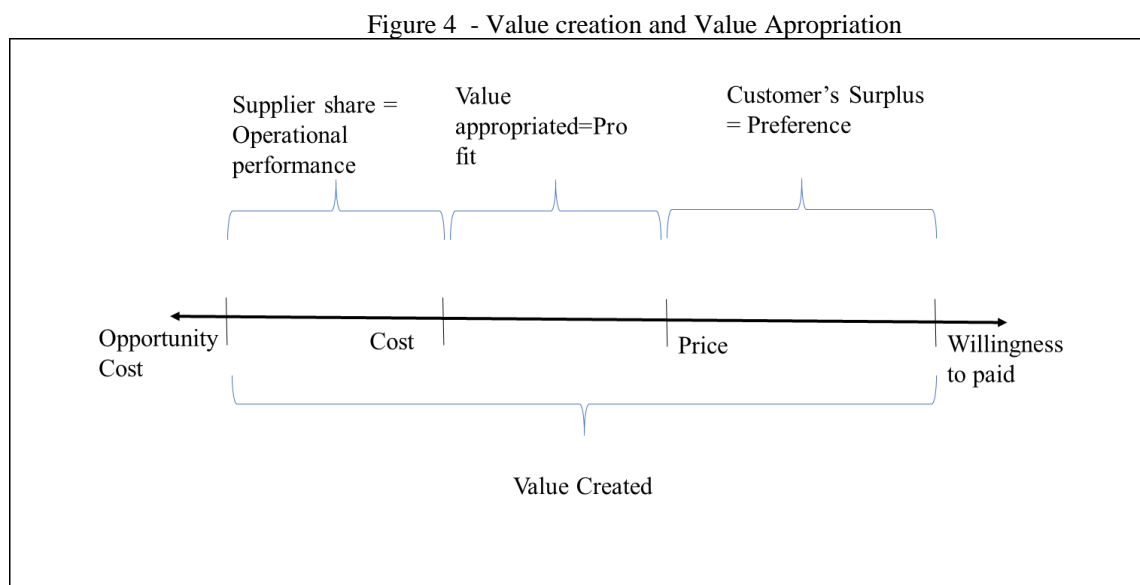 Figure 4 - Value creation and Value Apropriation
Supplier share =
Operational
performance
Value
appropriated=Pro
fit
Customer's Surplus
= Preference
Opportunity
Cost
Cost
Price
Willingness
to paid
Value Created